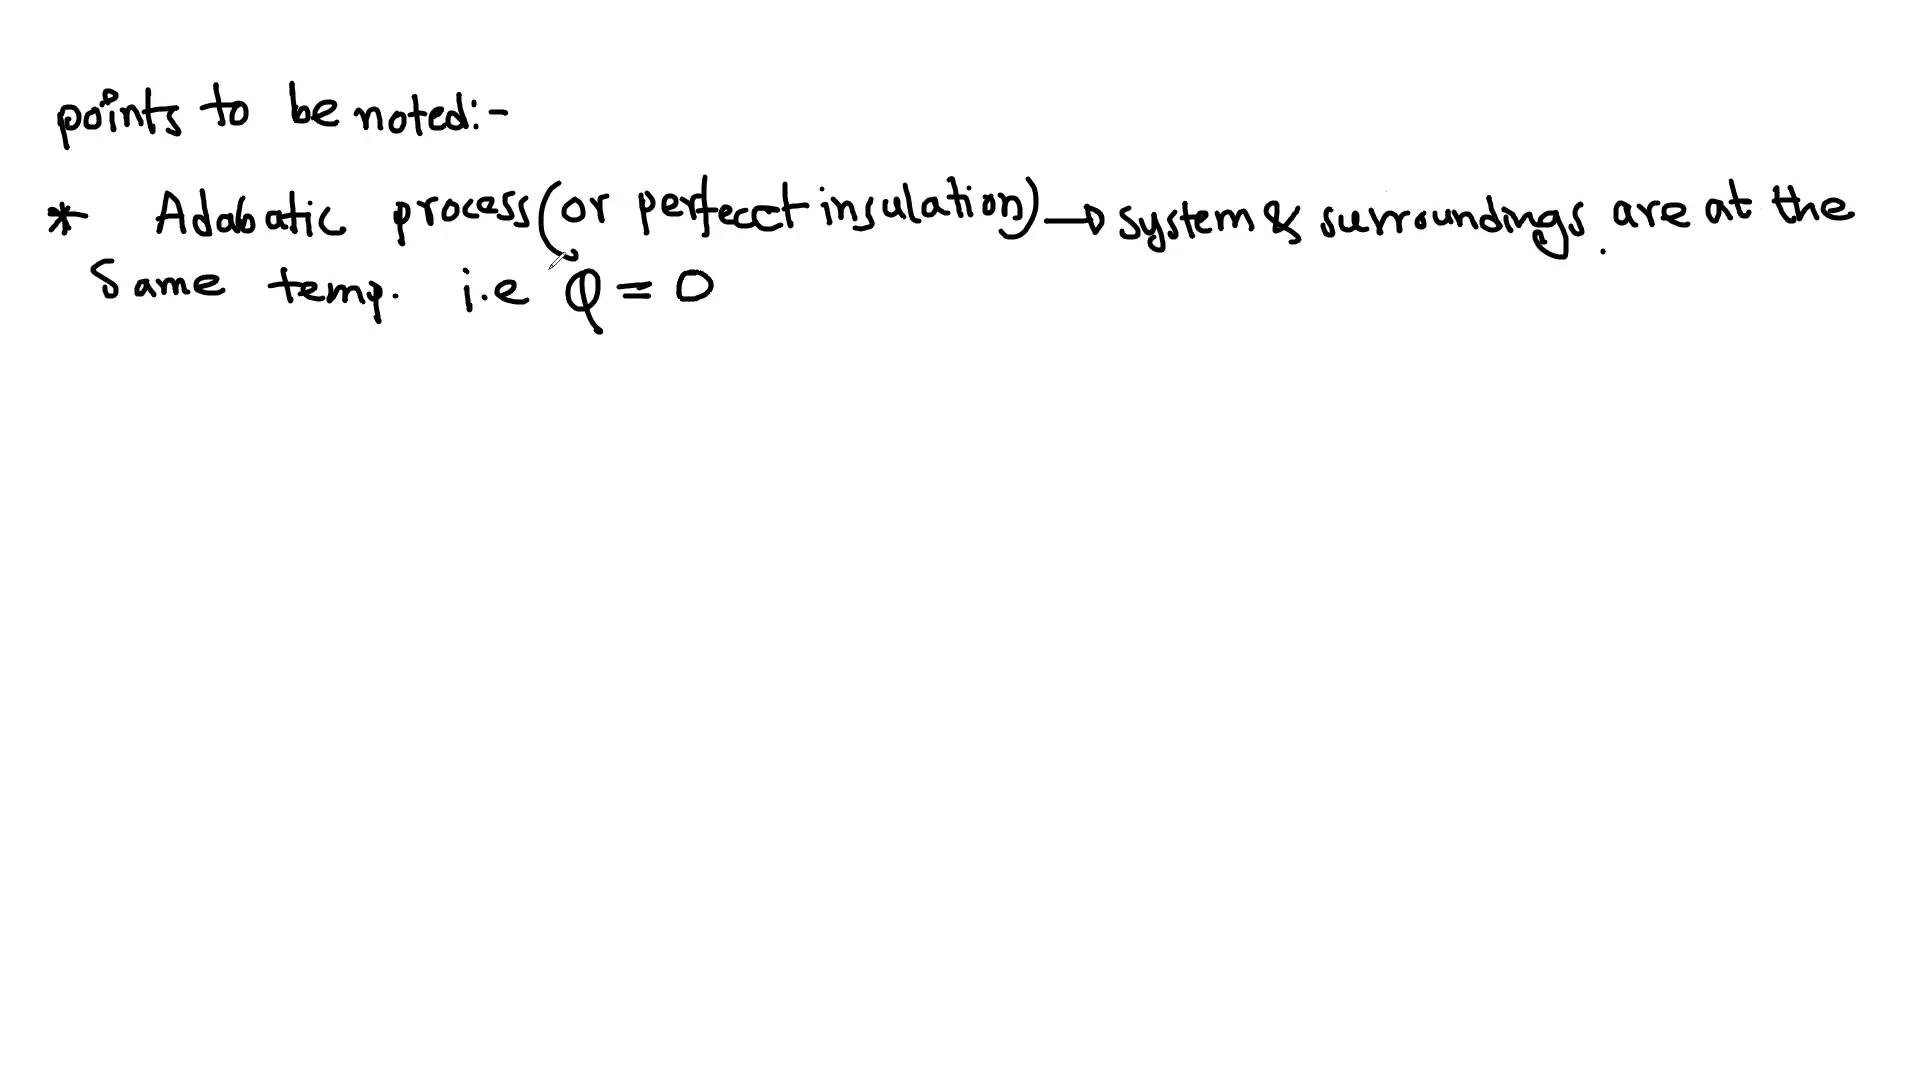 points to be noted:-
* Adabatic process (or perfecct insulation) → system & surroundings are at the
Same temp. i.e Q = 0